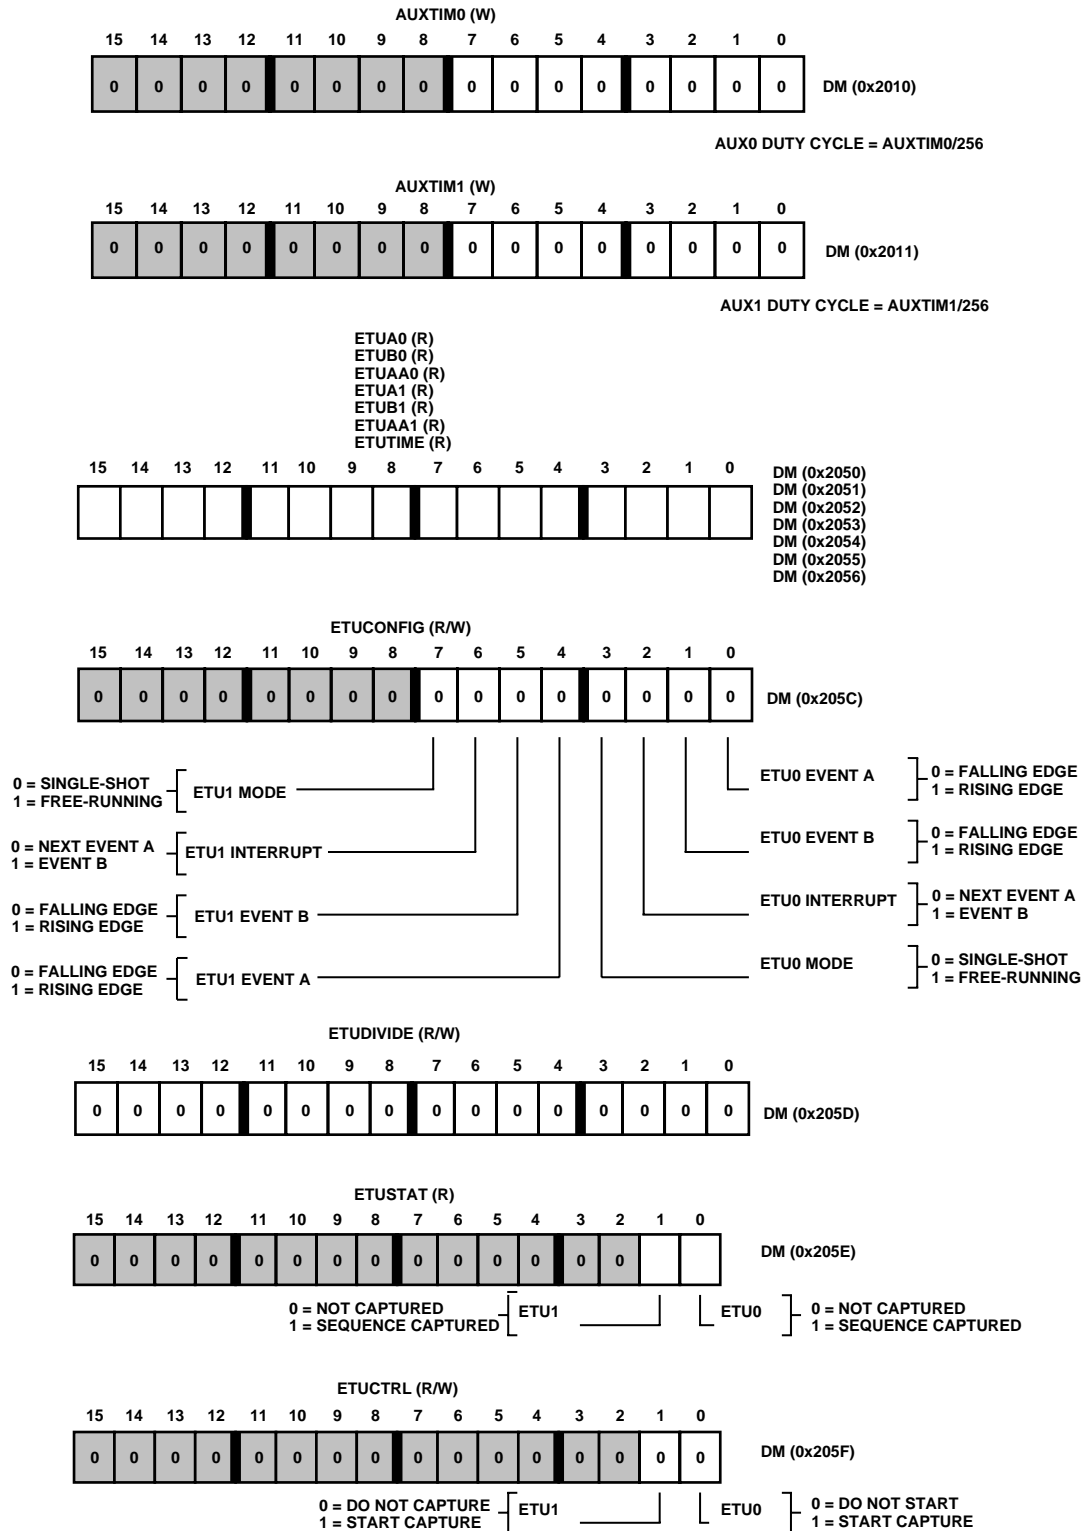 AUXTIM0 (W)
15 14 13 12 11 10 9 8 7 6 5 4 3 2 1 0
0 0 0 0 0 0 0 0 0 0 0 0 0 0 0 0 DM (0x2010)
AUX0 DUTY CYCLE = AUXTIM0/256
AUXTIM1 (W)
15 14 13 12 11 10 9 8 7 6 5 4 3 2 1 0
0 0 0 0 0 0 0 0 0 0 0 0 0 0 0 0 DM (0x2011)
AUX1 DUTY CYCLE = AUXTIM1/256
ETUA0 (R)
ETUB0 (R)
ETUAA0 (R)
ETUA1 (R)
ETUB1 (R)
ETUAA1 (R)
ETUTIME (R)
15 14 13 12 11 10 9 8 7 6 5 4 3 2 1 0
DM (0x2050)
DM (0x2051)
DM (0x2052)
DM (0x2053)
DM (0x2054)
DM (0x2055)
DM (0x2056)
ETUCONFIG (R/W)
15 14 13 12 11 10 9 8 7 6 5 4 3 2 1 0
0 0 0 0 0 0 0 0 0 0 0 0 0 0 0 0 DM (0x205C)
0 = SINGLE-SHOT
1 = FREE-RUNNING
ETU1 MODE
0 = NEXT EVENT A
1 = EVENT B
ETU1 INTERRUPT
0 = FALLING EDGE
1 = RISING EDGE
ETU1 EVENT B
0 = FALLING EDGE
1 = RISING EDGE
ETU1 EVENT A
ETU0 EVENT A
0 = FALLING EDGE
1 = RISING EDGE
ETU0 EVENT B
0 = FALLING EDGE
1 = RISING EDGE
ETU0 INTERRUPT
0 = NEXT EVENT A
1 = EVENT B
ETU0 MODE
0 = SINGLE-SHOT
1 = FREE-RUNNING
ETUDIVIDE (R/W)
15 14 13 12 11 10 9 8 7 6 5 4 3 2 1 0
0 0 0 0 0 0 0 0 0 0 0 0 0 0 0 0 DM (0x205D)
ETUSTAT (R)
15 14 13 12 11 10 9 8 7 6 5 4 3 2 1 0
0 0 0 0 0 0 0 0 0 0 0 0 0 0 DM (0x205E)
0 = NOT CAPTURED
1 = SEQUENCE CAPTURED
ETU1
ETU0
0 = NOT CAPTURED
1 = SEQUENCE CAPTURED
ETUCTRL (R/W)
15 14 13 12 11 10 9 8 7 6 5 4 3 2 1 0
0 0 0 0 0 0 0 0 0 0 0 0 0 0 0 0 DM (0x205F)
0 = DO NOT CAPTURE
1 = START CAPTURE
ETU1
ETU0
0 = DO NOT START
1 = START CAPTURE